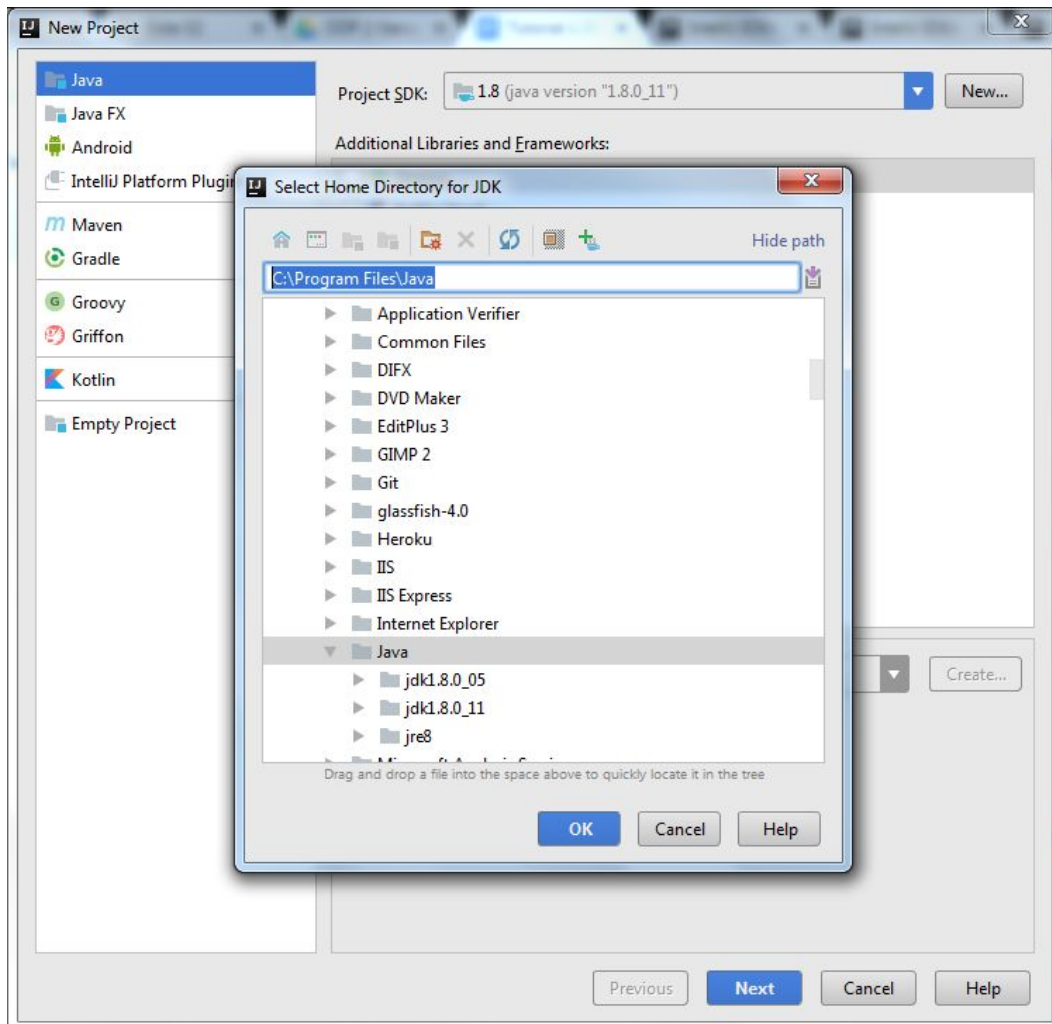 New Project
Java
Java FX
Android
IntelliJ Platform Plugi
Maven
Gradle
Groovy
Griffon
Kotlin
Empty Project
Project SDK: 1.8 (java version "1.8.0_11") New...
Additional Libraries and Frameworks:
Select Home Directory for JDK
Hide path
C:\Program Files\Java
Application Verifier
Common Files
DIFX
DVD Maker
EditPlus 3
GIMP 2
Git
glassfish-4.0
Heroku
IIS
IIS Express
Internet Explorer
Java
jdk1.8.0_05
jdk1.8.0_11
jre8
Drag and drop a file into the space above to quickly locate it in the tree
OK Cancel Help
Create...
Previous Next Cancel Help